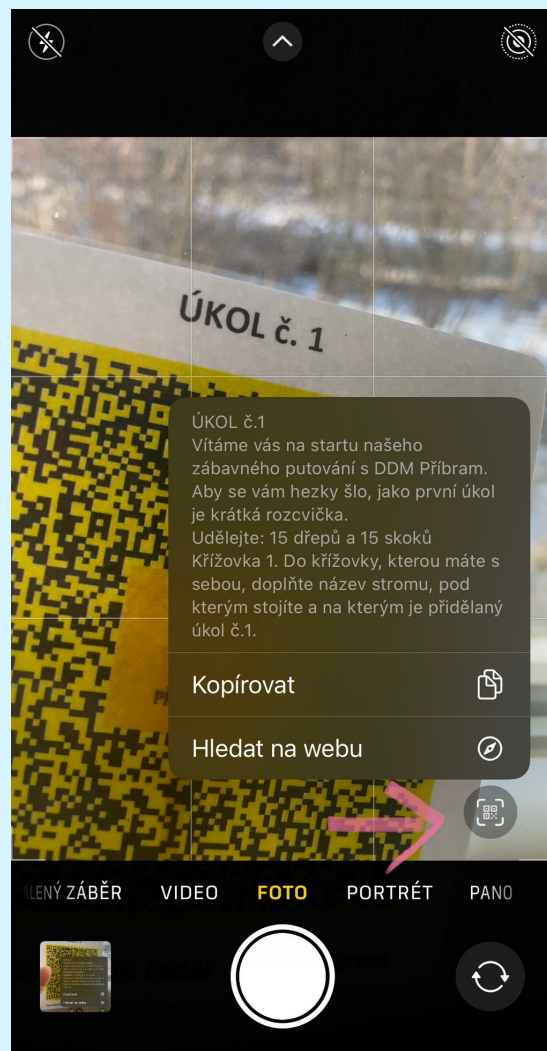 ÚKOL č. 1
ÚKOL č.1
Vítáme vás na startu našeho
zábavného putování s DDM Příbram.
Aby se vám hezky šlo, jako první úkol
je krátká rozcvička.
Udělejte: 15 dřepů a 15 skoků
Křížovka 1. Do křížovky, kterou máte s
sebou, doplňte název stromu, pod
kterým stojíte a na kterým je přidělaný
úkol č.1.
Kopírovat
Hledat na webu
ZÁBĚR
VIDEO
FOTO
PORTRÉT
PANO